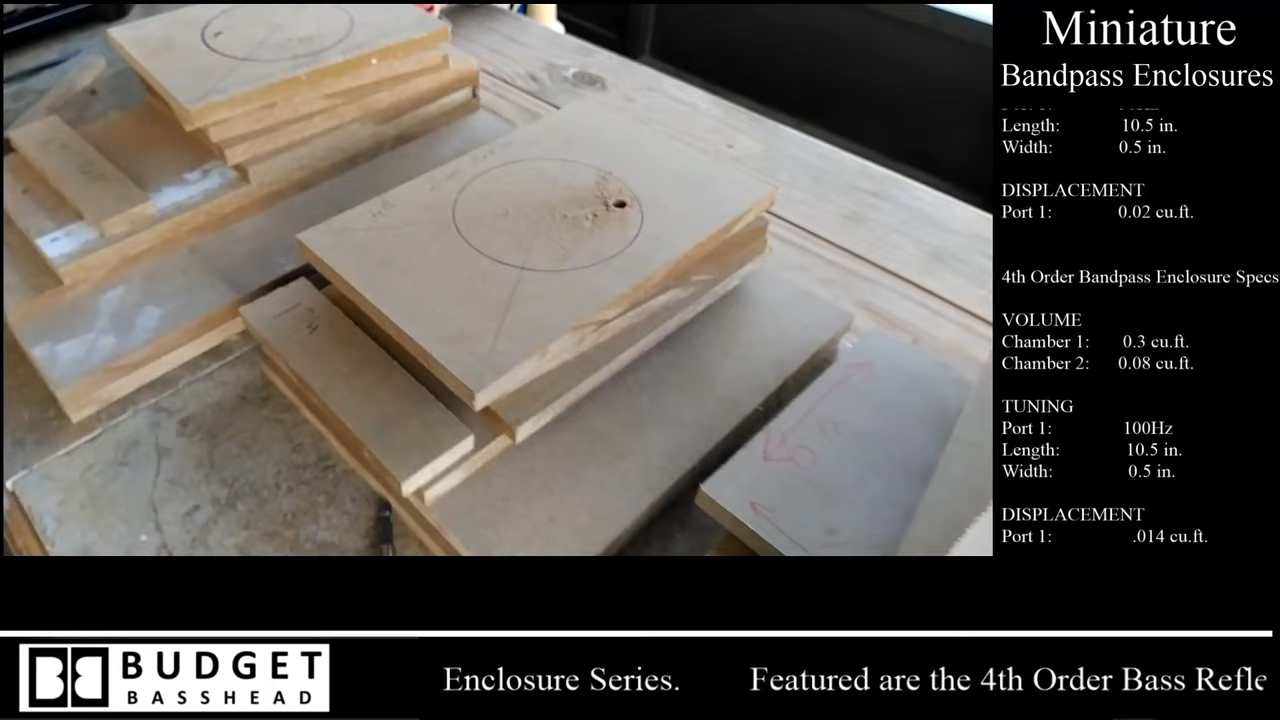 Miniature
Bandpass Enclosures
Length: 10.5 in.
Width: 0.5 in.
DISPLACEMENT
Port 1: 0.02 cu.ft.
4th Order Bandpass Enclosure Specs
VOLUME
Chamber 1: 0.3 cu.ft.
Chamber 2: 0.08 cu.ft.
TUNING
Port 1: 100Hz
Length: 10.5 in.
Width: 0.5 in.
DISPLACEMENT
Port 1: .014 cu.ft.
BUDGET
BASSHEAD
Enclosure Series. Featured are the 4th Order Bass Refle